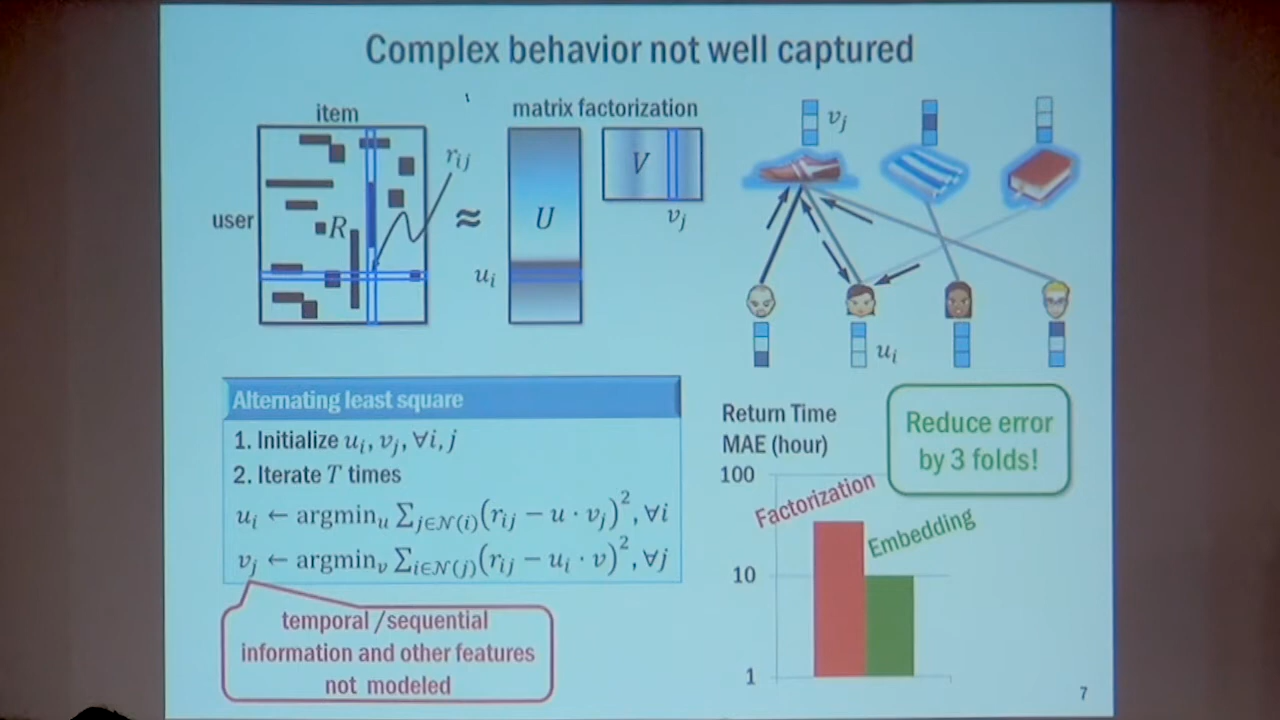 Complex behavior not well captured
item
matrix factorization
user
R
r_ij
≈
U
V
v_j
u_i
v_j
u_i
Alternating least square
1. Initialize u_i, v_j, ∀i, j
2. Iterate T times
u_i ← argmin_u ∑_{j∈N(i)} (r_ij − u · v_j)^2, ∀i
v_j ← argmin_v ∑_{i∈N(j)} (r_ij − u_i · v)^2, ∀j
temporal /sequential
information and other features
not modeled
Return Time
MAE (hour)
Reduce error
by 3 folds!
100
Factorization
Embedding
10
1
7